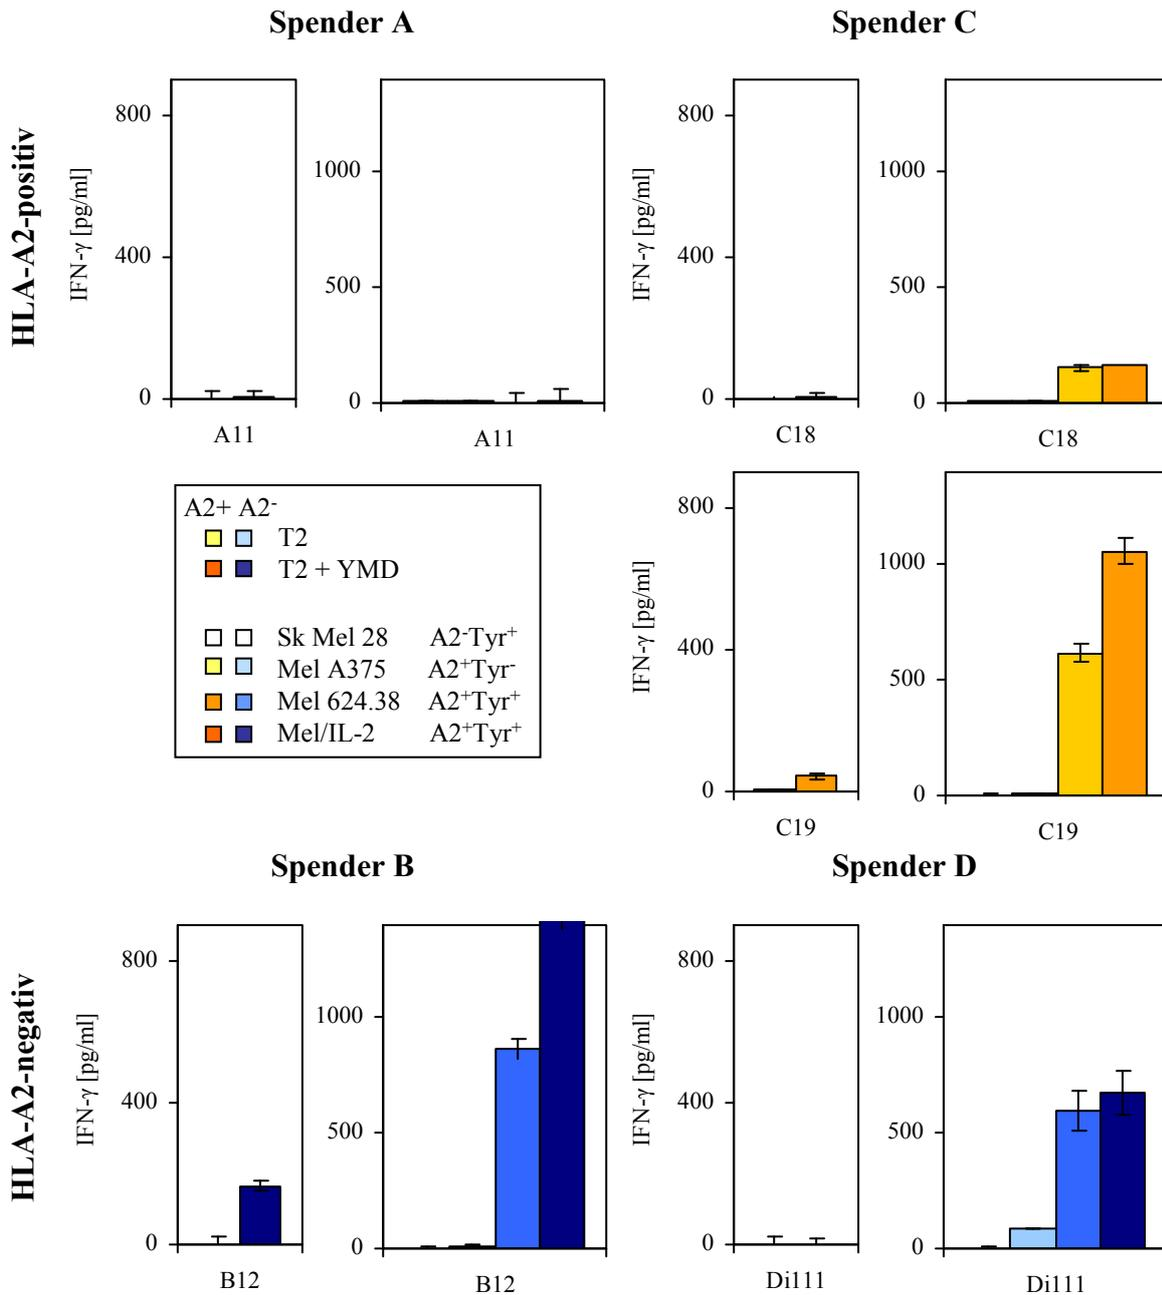 Spender A
Spender C
HLA-A2-positiv
IFN-γ [pg/ml]
800
400
0
A11
1000
500
0
A11
IFN-γ [pg/ml]
800
400
0
C18
1000
500
0
C18
A2+ A2-
T2
T2 + YMD
Sk Mel 28 A2-Tyr+
Mel A375 A2+Tyr-
Mel 624.38 A2+Tyr+
Mel/IL-2 A2+Tyr+
IFN-γ [pg/ml]
800
400
0
C19
1000
500
0
C19
Spender B
Spender D
HLA-A2-negativ
IFN-γ [pg/ml]
800
400
0
B12
1000
500
0
B12
IFN-γ [pg/ml]
800
400
0
Di111
1000
500
0
Di111